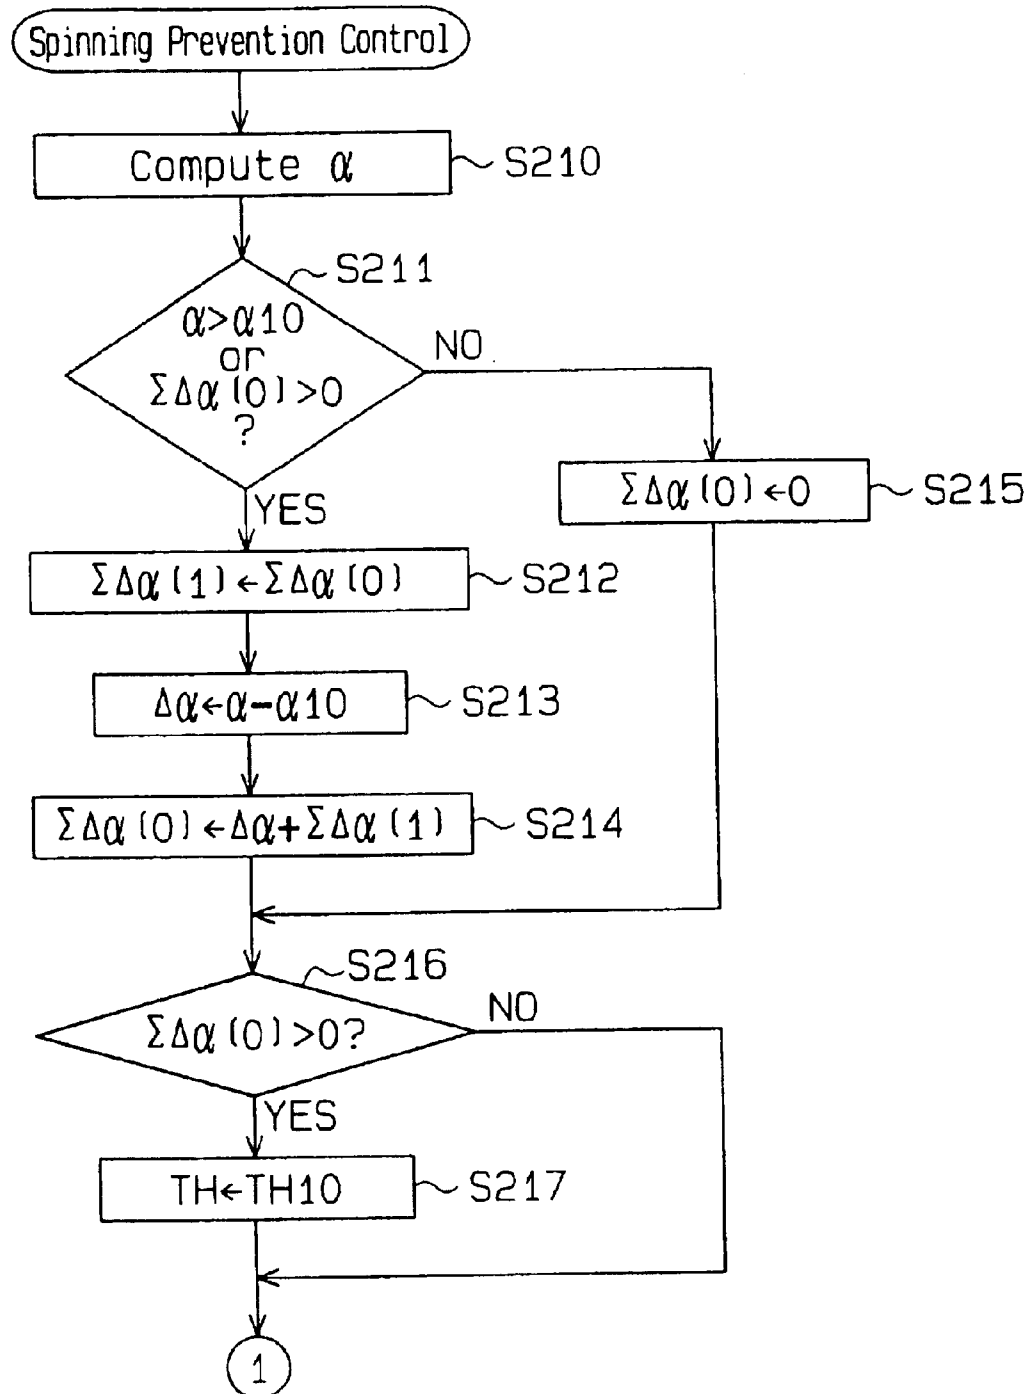 Spinning Prevention Control
Compute α
S210
S211
α>α10
or
ΣΔα(0)>0
?
NO
YES
ΣΔα(0)←0
S215
ΣΔα(1)←ΣΔα(0)
S212
Δα←α-α10
S213
ΣΔα(0)←Δα+ΣΔα(1)
S214
S216
ΣΔα(0)>0?
NO
YES
TH←TH10
S217
1